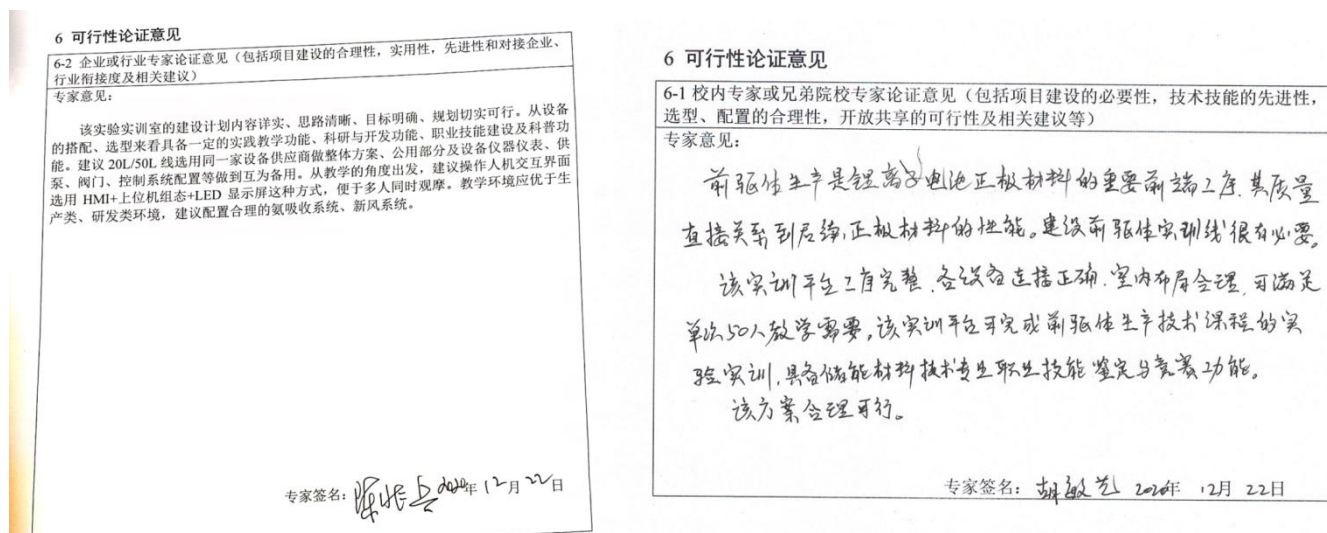 6 可行性论证意见
6-2 企业或行业专家论证意见（包括项目建设的合理性，实用性，先进性和对接企业、
行业衔接度及相关建议）
专家意见：
该实验实训室的建设计划内容详实、思路清晰、目标明确、规划切实可行。从设备
的搭配、选型来看具备一定的实践教学功能、科研与开发功能、职业技能建设及科普功
能。建议 20L/50L 线选用同一家设备供应商做整体方案、公用部分及设备仪器仪表、供
泵、阀门、控制系统配置等做到互为备用。从教学的角度出发，建议操作人机交互界面
选用 HMI+上位机组态+LED 显示屏这种方式，便于多人同时观摩。教学环境应优于生
产类、研发类环境，建议配置合理的氨吸收系统、新风系统。
专家签名： 2020年 12月 22日
6 可行性论证意见
6-1 校内专家或兄弟院校专家论证意见（包括项目建设的必要性，技术技能的先进性，
选型、配置的合理性，开放共享的可行性及相关建议等）
专家意见：
前驱体生产是锂离子电池正极材料的重要前端工序，其质量
直接关系到后续正极材料的性能。建设前驱体实训线很有必要。
该实训平台工序完整、各设备连接正确、室内布局合理，可满足
单次50人教学需要，该实训平台可完成前驱体生产技术课程的实
验实训，具备储能材料技术专业职业技能鉴定与竞赛功能。
该方案合理可行。
专家签名： 胡敏艺 2020年 12月 22日